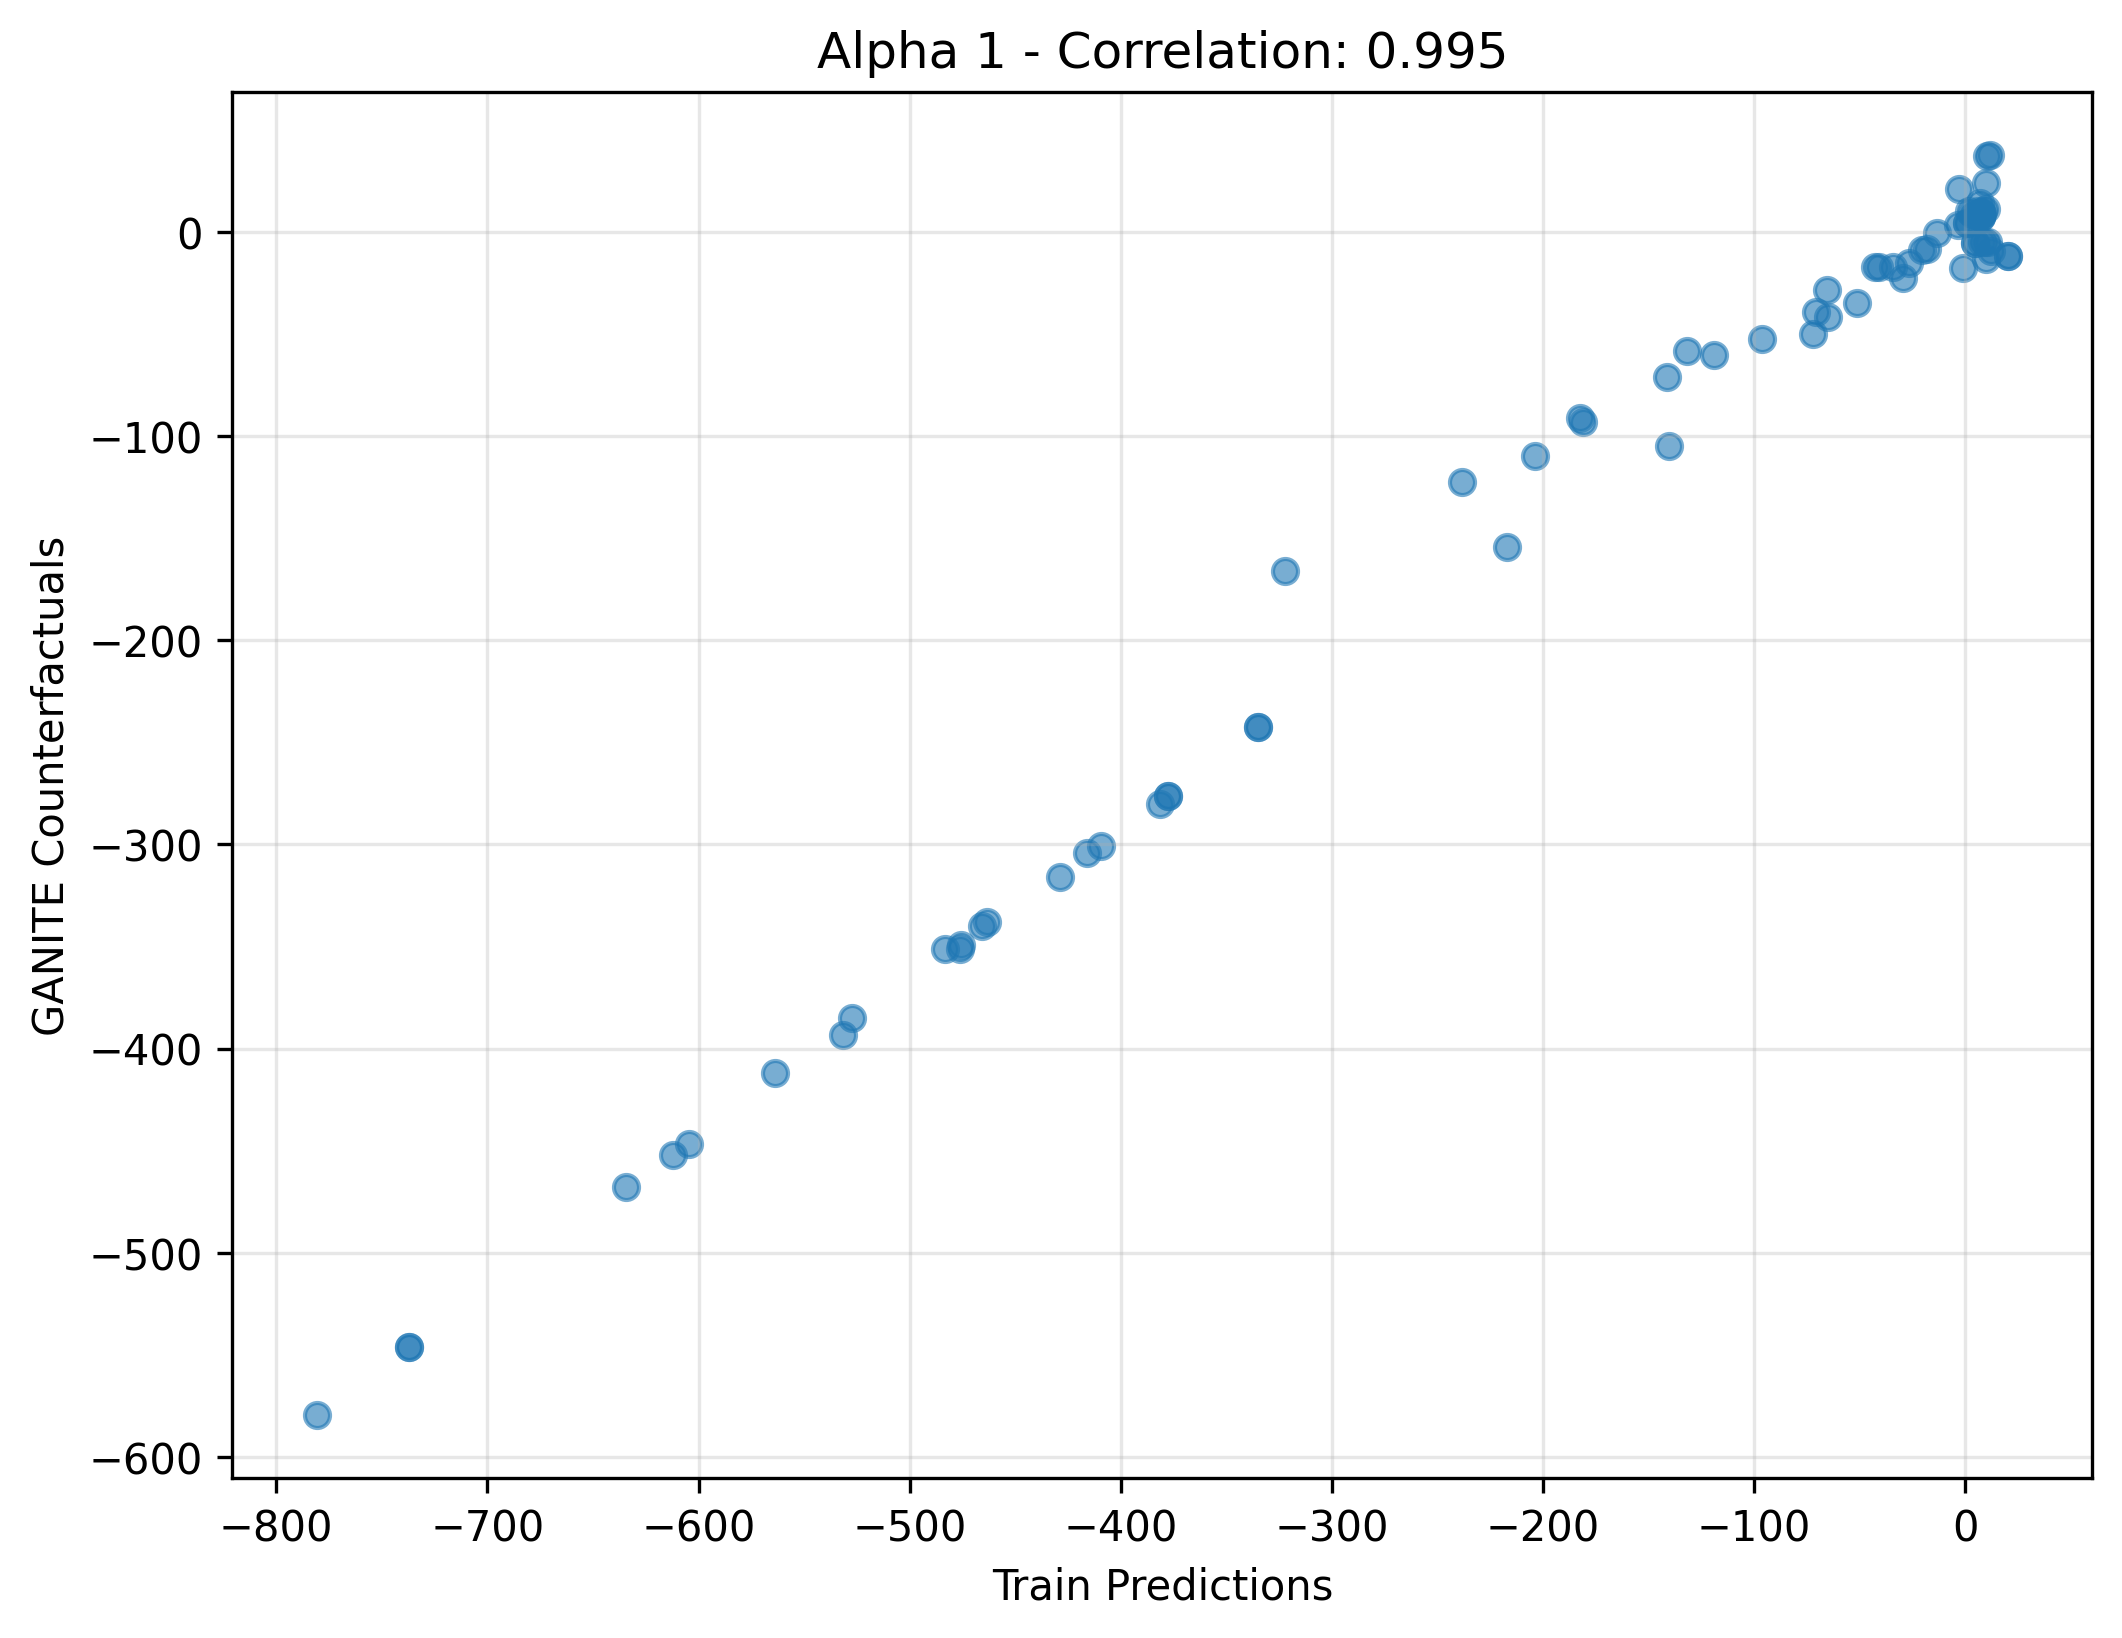 Alpha 1 - Correlation: 0.995
GANITE Counterfactuals
0
−100
−200
−300
−400
−500
−600
−800 −700 −600 −500 −400 −300 −200 −100 0
Train Predictions